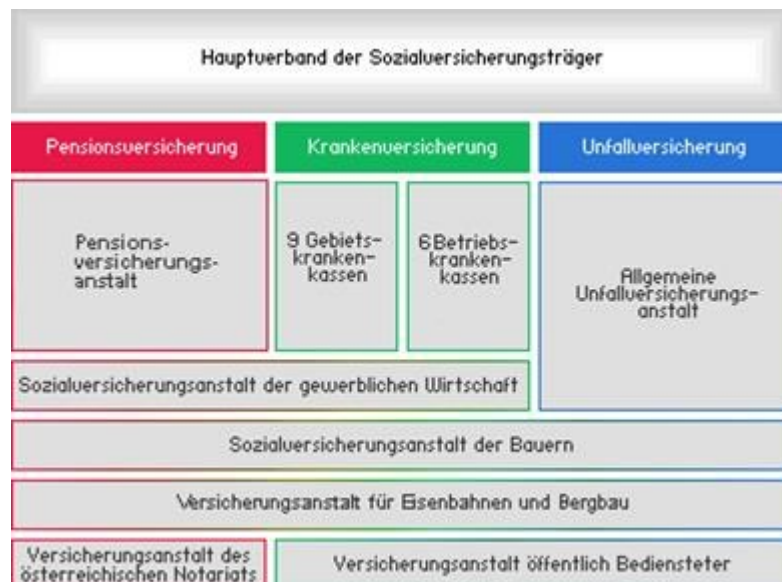 Hauptverband der Sozialversicherungsträger
Pensionsversicherung
Krankenversicherung
Unfallversicherung
Pensions-
versicherungs-
anstalt
9 Gebiets-
kranken-
kassen
6 Betriebs-
kranken-
kassen
Allgemeine
Unfallversicherungs-
anstalt
Sozialversicherungsanstalt der gewerblichen Wirtschaft
Sozialversicherungsanstalt der Bauern
Versicherungsanstalt für Eisenbahnen und Bergbau
Versicherungsanstalt des
österreichischen Notariats
Versicherungsanstalt öffentlich Bediensteter